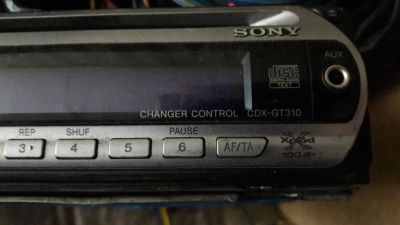 SONY
AUX
COMPACT
disc
DIGITAL AUDIO
TEXT
CHANGER CONTROL CDX-GT310
REP SHUF PAUSE
3 4 5 6 AF/TA
Xplod